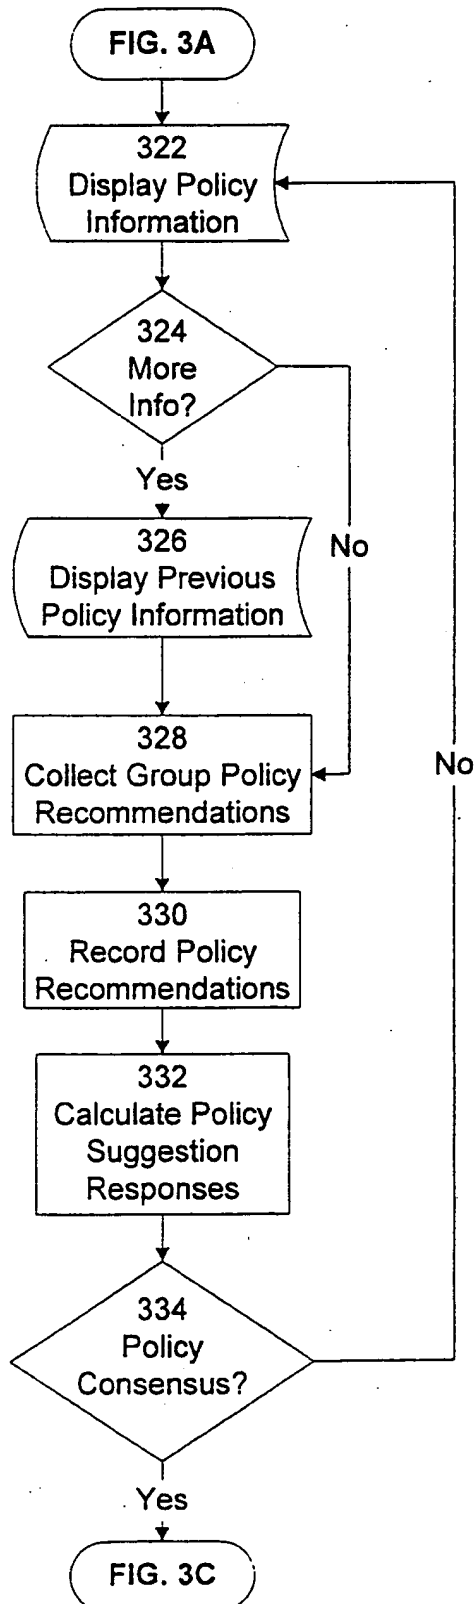 FIG. 3A
322
Display Policy
Information
324
More
Info?
Yes
No
326
Display Previous
Policy Information
328
Collect Group Policy
Recommendations
No
330
Record Policy
Recommendations
332
Calculate Policy
Suggestion
Responses
334
Policy
Consensus?
Yes
FIG. 3C